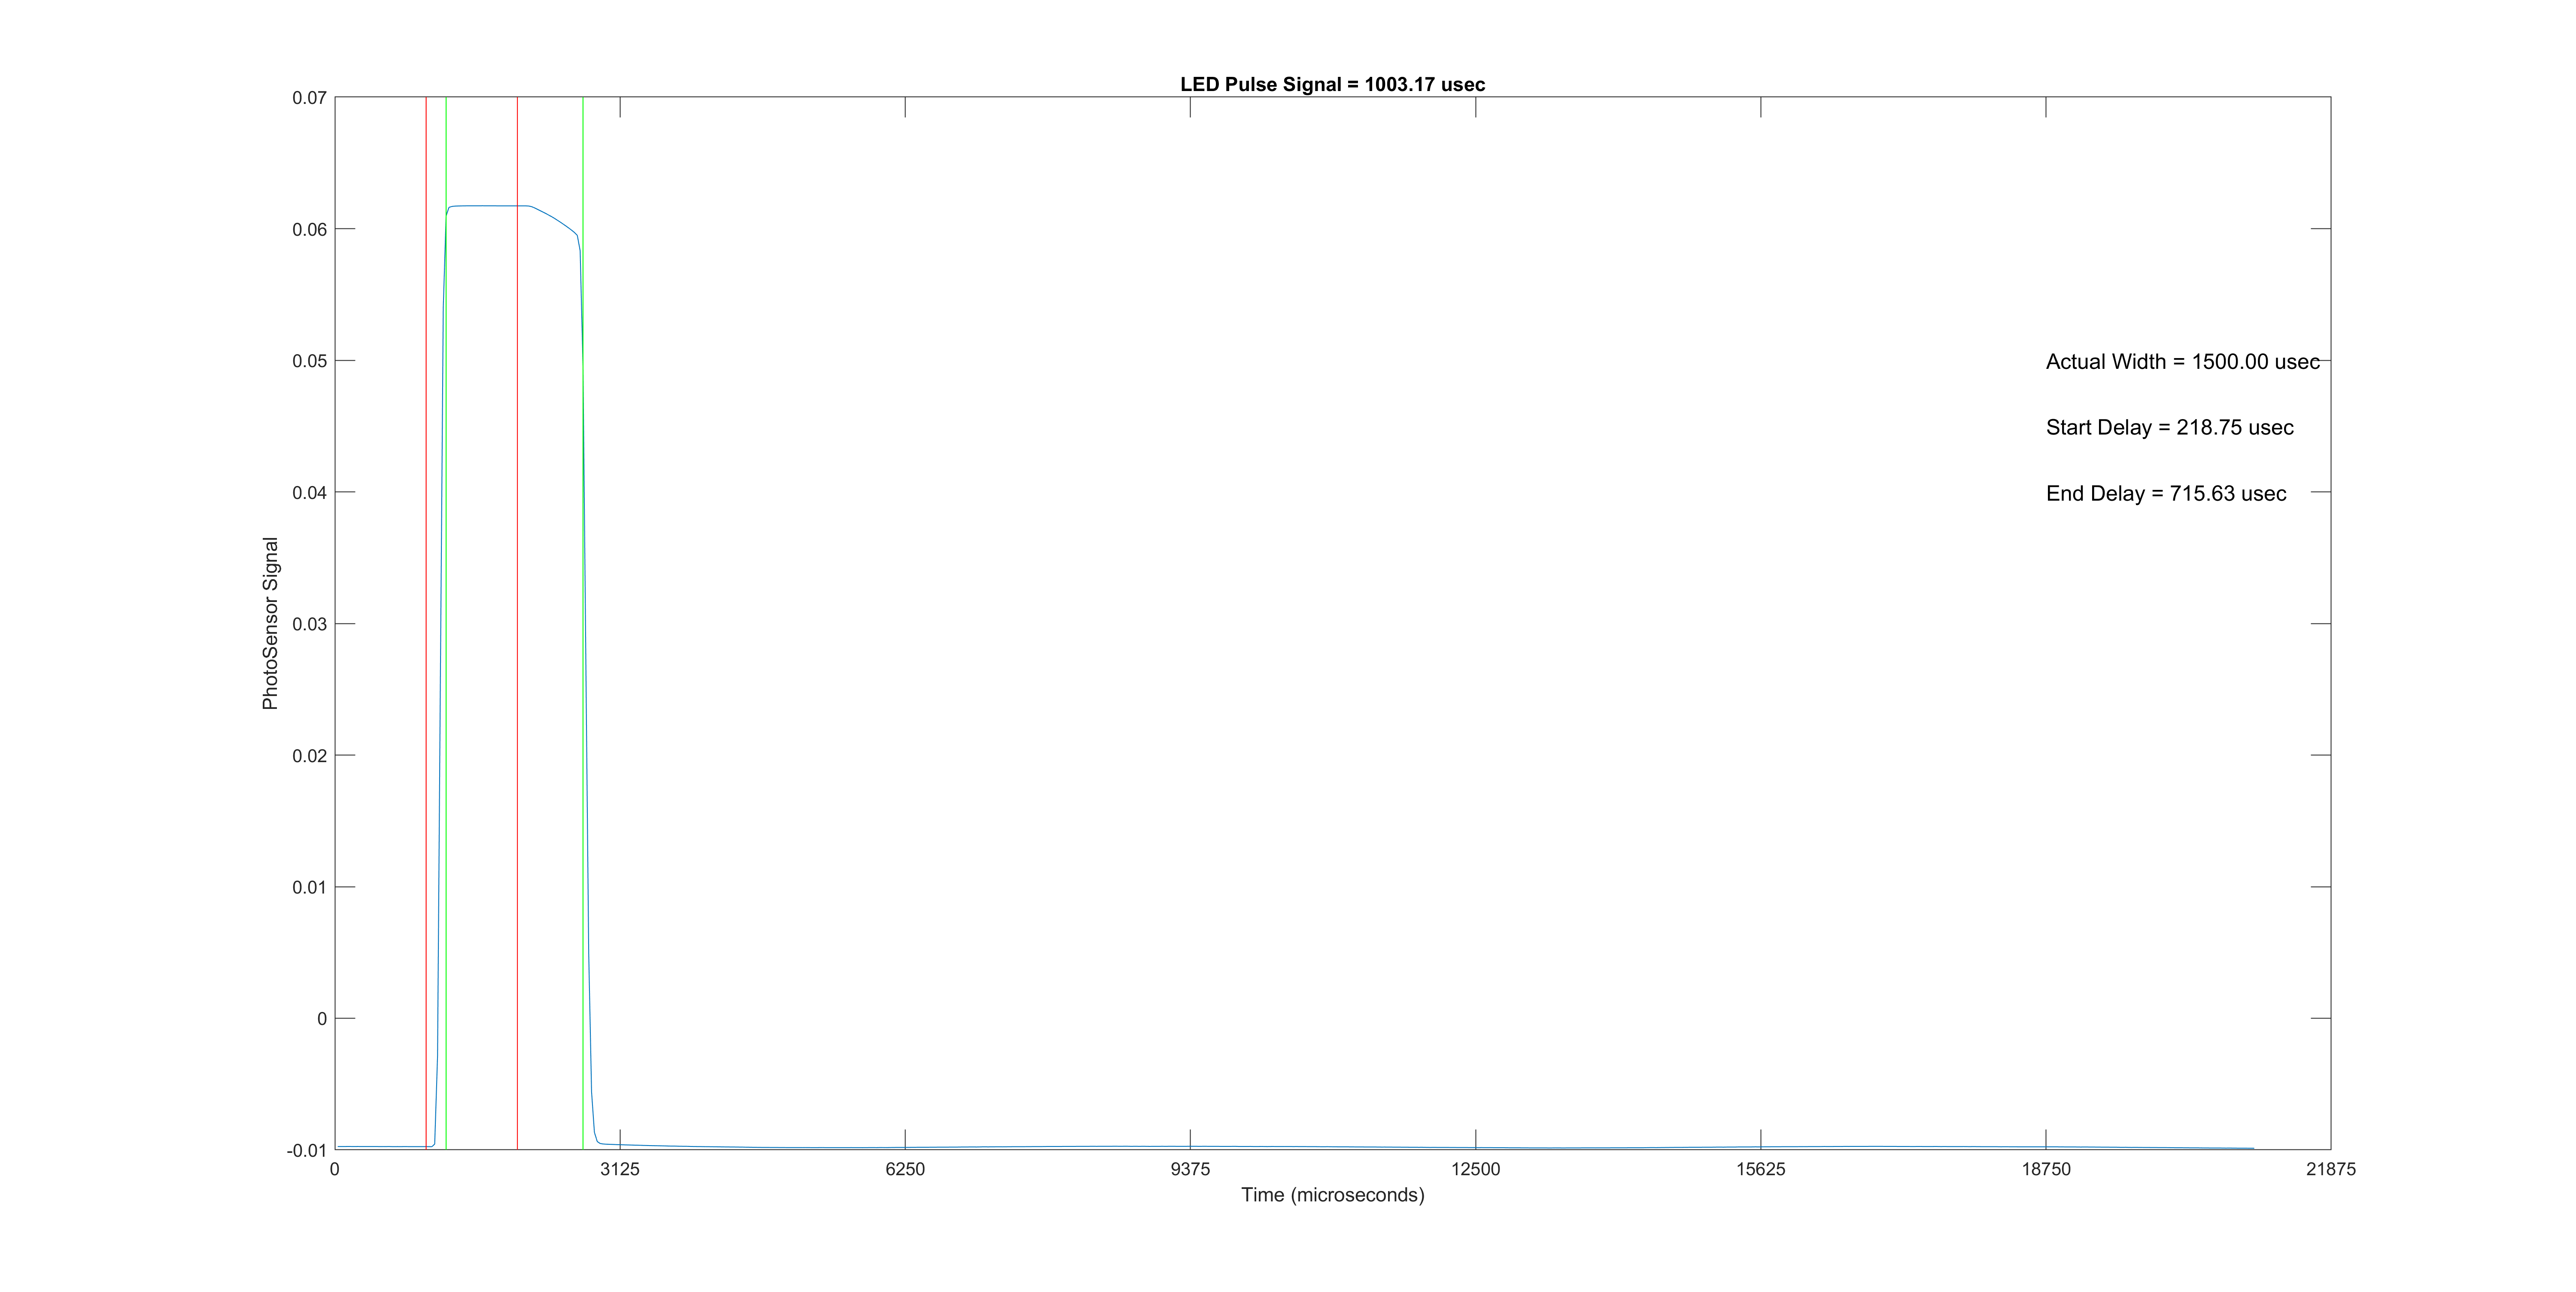 LED Pulse Signal = 1003.17 usec
0.07
0.06
0.05
0.04
0.03
0.02
0.01
0
-0.01
PhotoSensor Signal
Actual Width = 1500.00 usec
Start Delay = 218.75 usec
End Delay = 715.63 usec
0 3125 6250 9375 12500 15625 18750 21875
Time (microseconds)